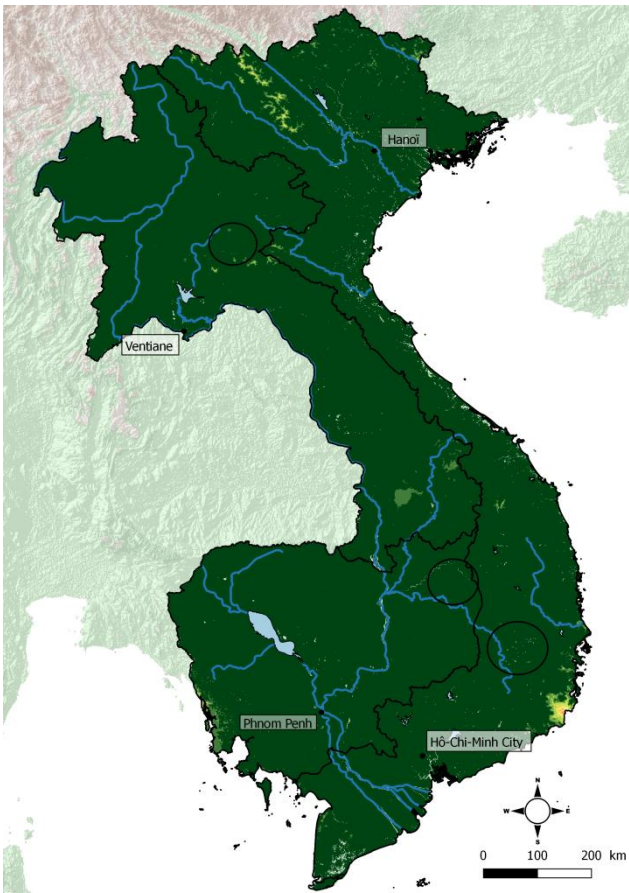 Hanoï
Ventiane
Phnom Penh
Hô-Chi-Minh City
N
W
E
S
0 100 200 km